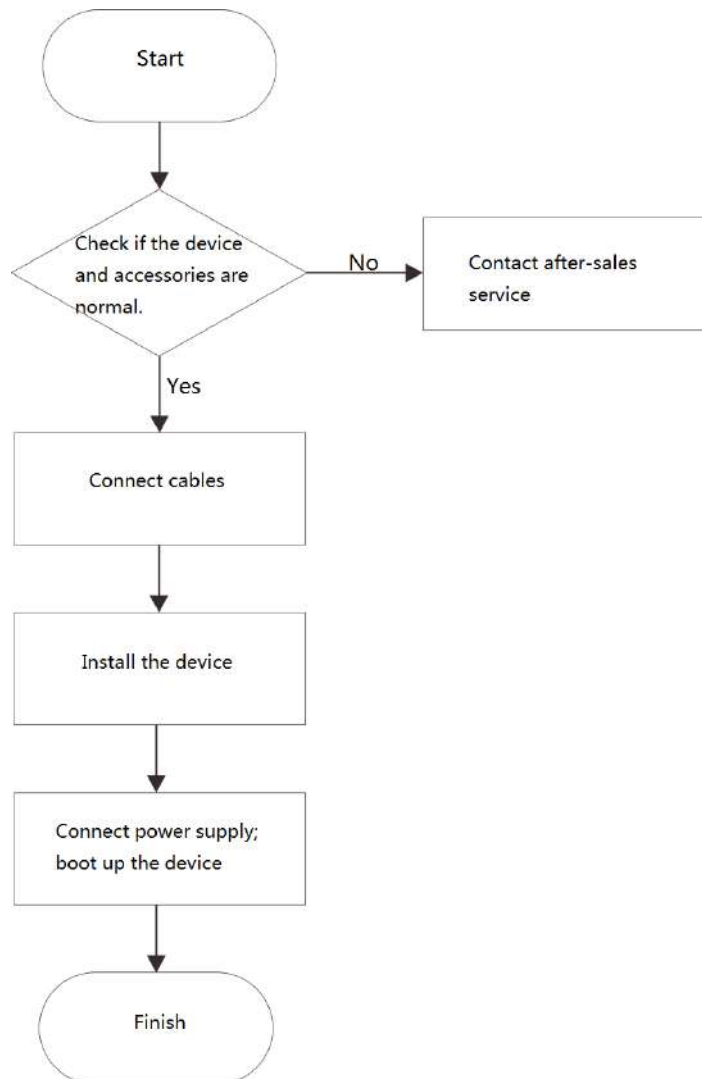 Start
Check if the device
and accessories are
normal.
No
Contact after-sales
service
Yes
Connect cables
Install the device
Connect power supply;
boot up the device
Finish